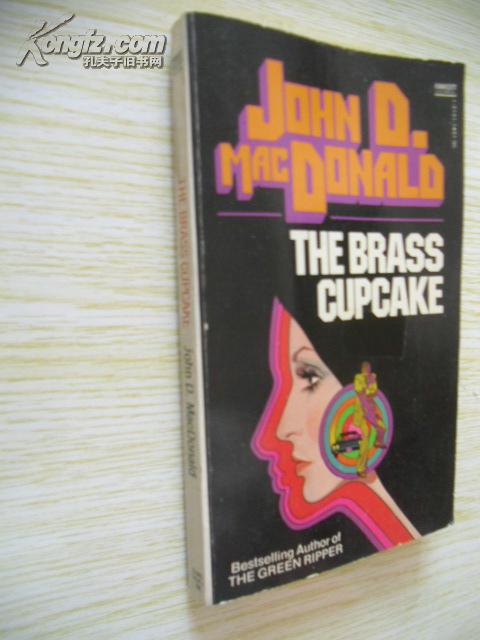 Kongfz.com
孔夫子旧书网
FAWCETT
JOHN D.
MACDONALD
THE BRASS
CUPCAKE
Bestselling Author of
THE GREEN RIPPER
THE BRASS CUPCAKE John D. MacDonald